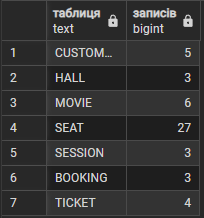 таблиця записів
text bigint
1 CUSTOM... 5
2 HALL 3
3 MOVIE 6
4 SEAT 27
5 SESSION 3
6 BOOKING 3
7 TICKET 4